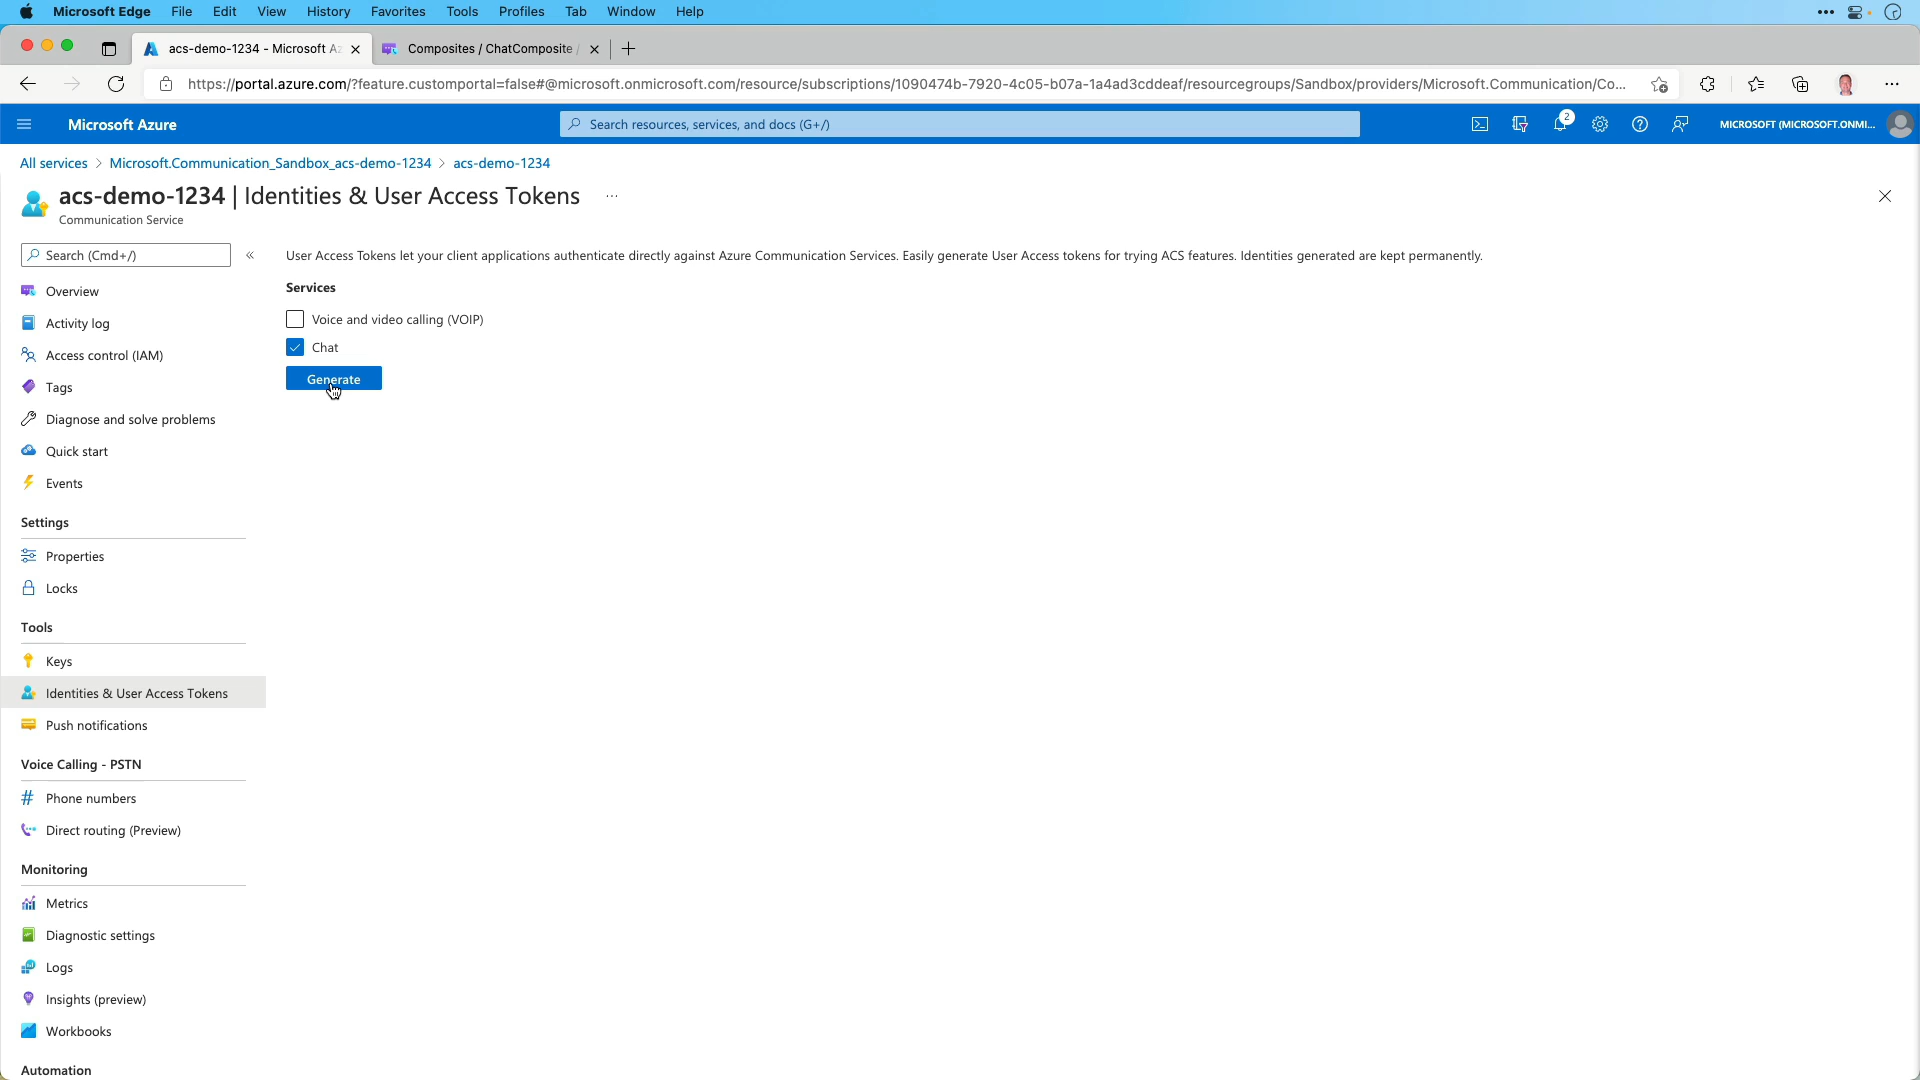 Microsoft Edge File Edit View History Favorites Tools Profiles Tab Window Help
acs-demo-1234 - Microsoft Az
Composites / ChatComposite /
https://portal.azure.com/?feature.customportal=false#@microsoft.onmicrosoft.com/resource/subscriptions/1090474b-7920-4c05-b07a-1a4ad3cddeaf/resourcegroups/Sandbox/providers/Microsoft.Communication/Co...
Microsoft Azure
Search resources, services, and docs (G+/)
2
MICROSOFT (MICROSOFT.ONMI...
All services > Microsoft.Communication_Sandbox_acs-demo-1234 > acs-demo-1234
acs-demo-1234 | Identities & User Access Tokens ...
Communication Service
Search (Cmd+/)
Overview
Activity log
Access control (IAM)
Tags
Diagnose and solve problems
Quick start
Events
Settings
Properties
Locks
Tools
Keys
Identities & User Access Tokens
Push notifications
Voice Calling - PSTN
Phone numbers
Direct routing (Preview)
Monitoring
Metrics
Diagnostic settings
Logs
Insights (preview)
Workbooks
Automation
User Access Tokens let your client applications authenticate directly against Azure Communication Services. Easily generate User Access tokens for trying ACS features. Identities generated are kept permanently.
Services
Voice and video calling (VOIP)
Chat
Generate